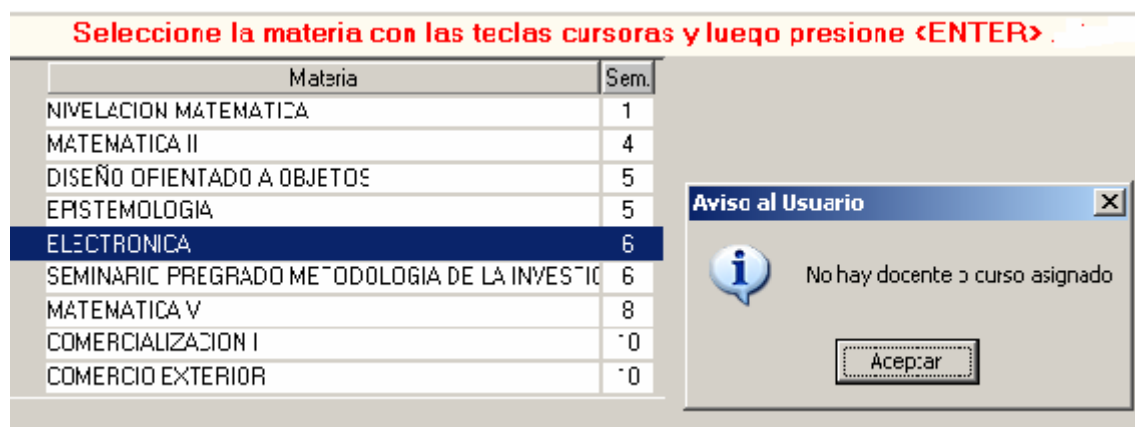 Seleccione la materia con las teclas cursoras y luego presione <ENTER> .
Materia Sem.
NIVELACION MATEMATICA 1
MATEMATICA II 4
DISEÑO ORIENTADO A OBJETOS 5
EPISTEMOLOGIA 5
ELECTRONICA 6
SEMINARIO PREGRADO METODOLOGIA DE LA INVESTIG 6
MATEMATICA V 8
COMERCIALIZACION I 10
COMERCIO EXTERIOR 10
Aviso al Usuario
No hay docente o curso asignado
Aceptar